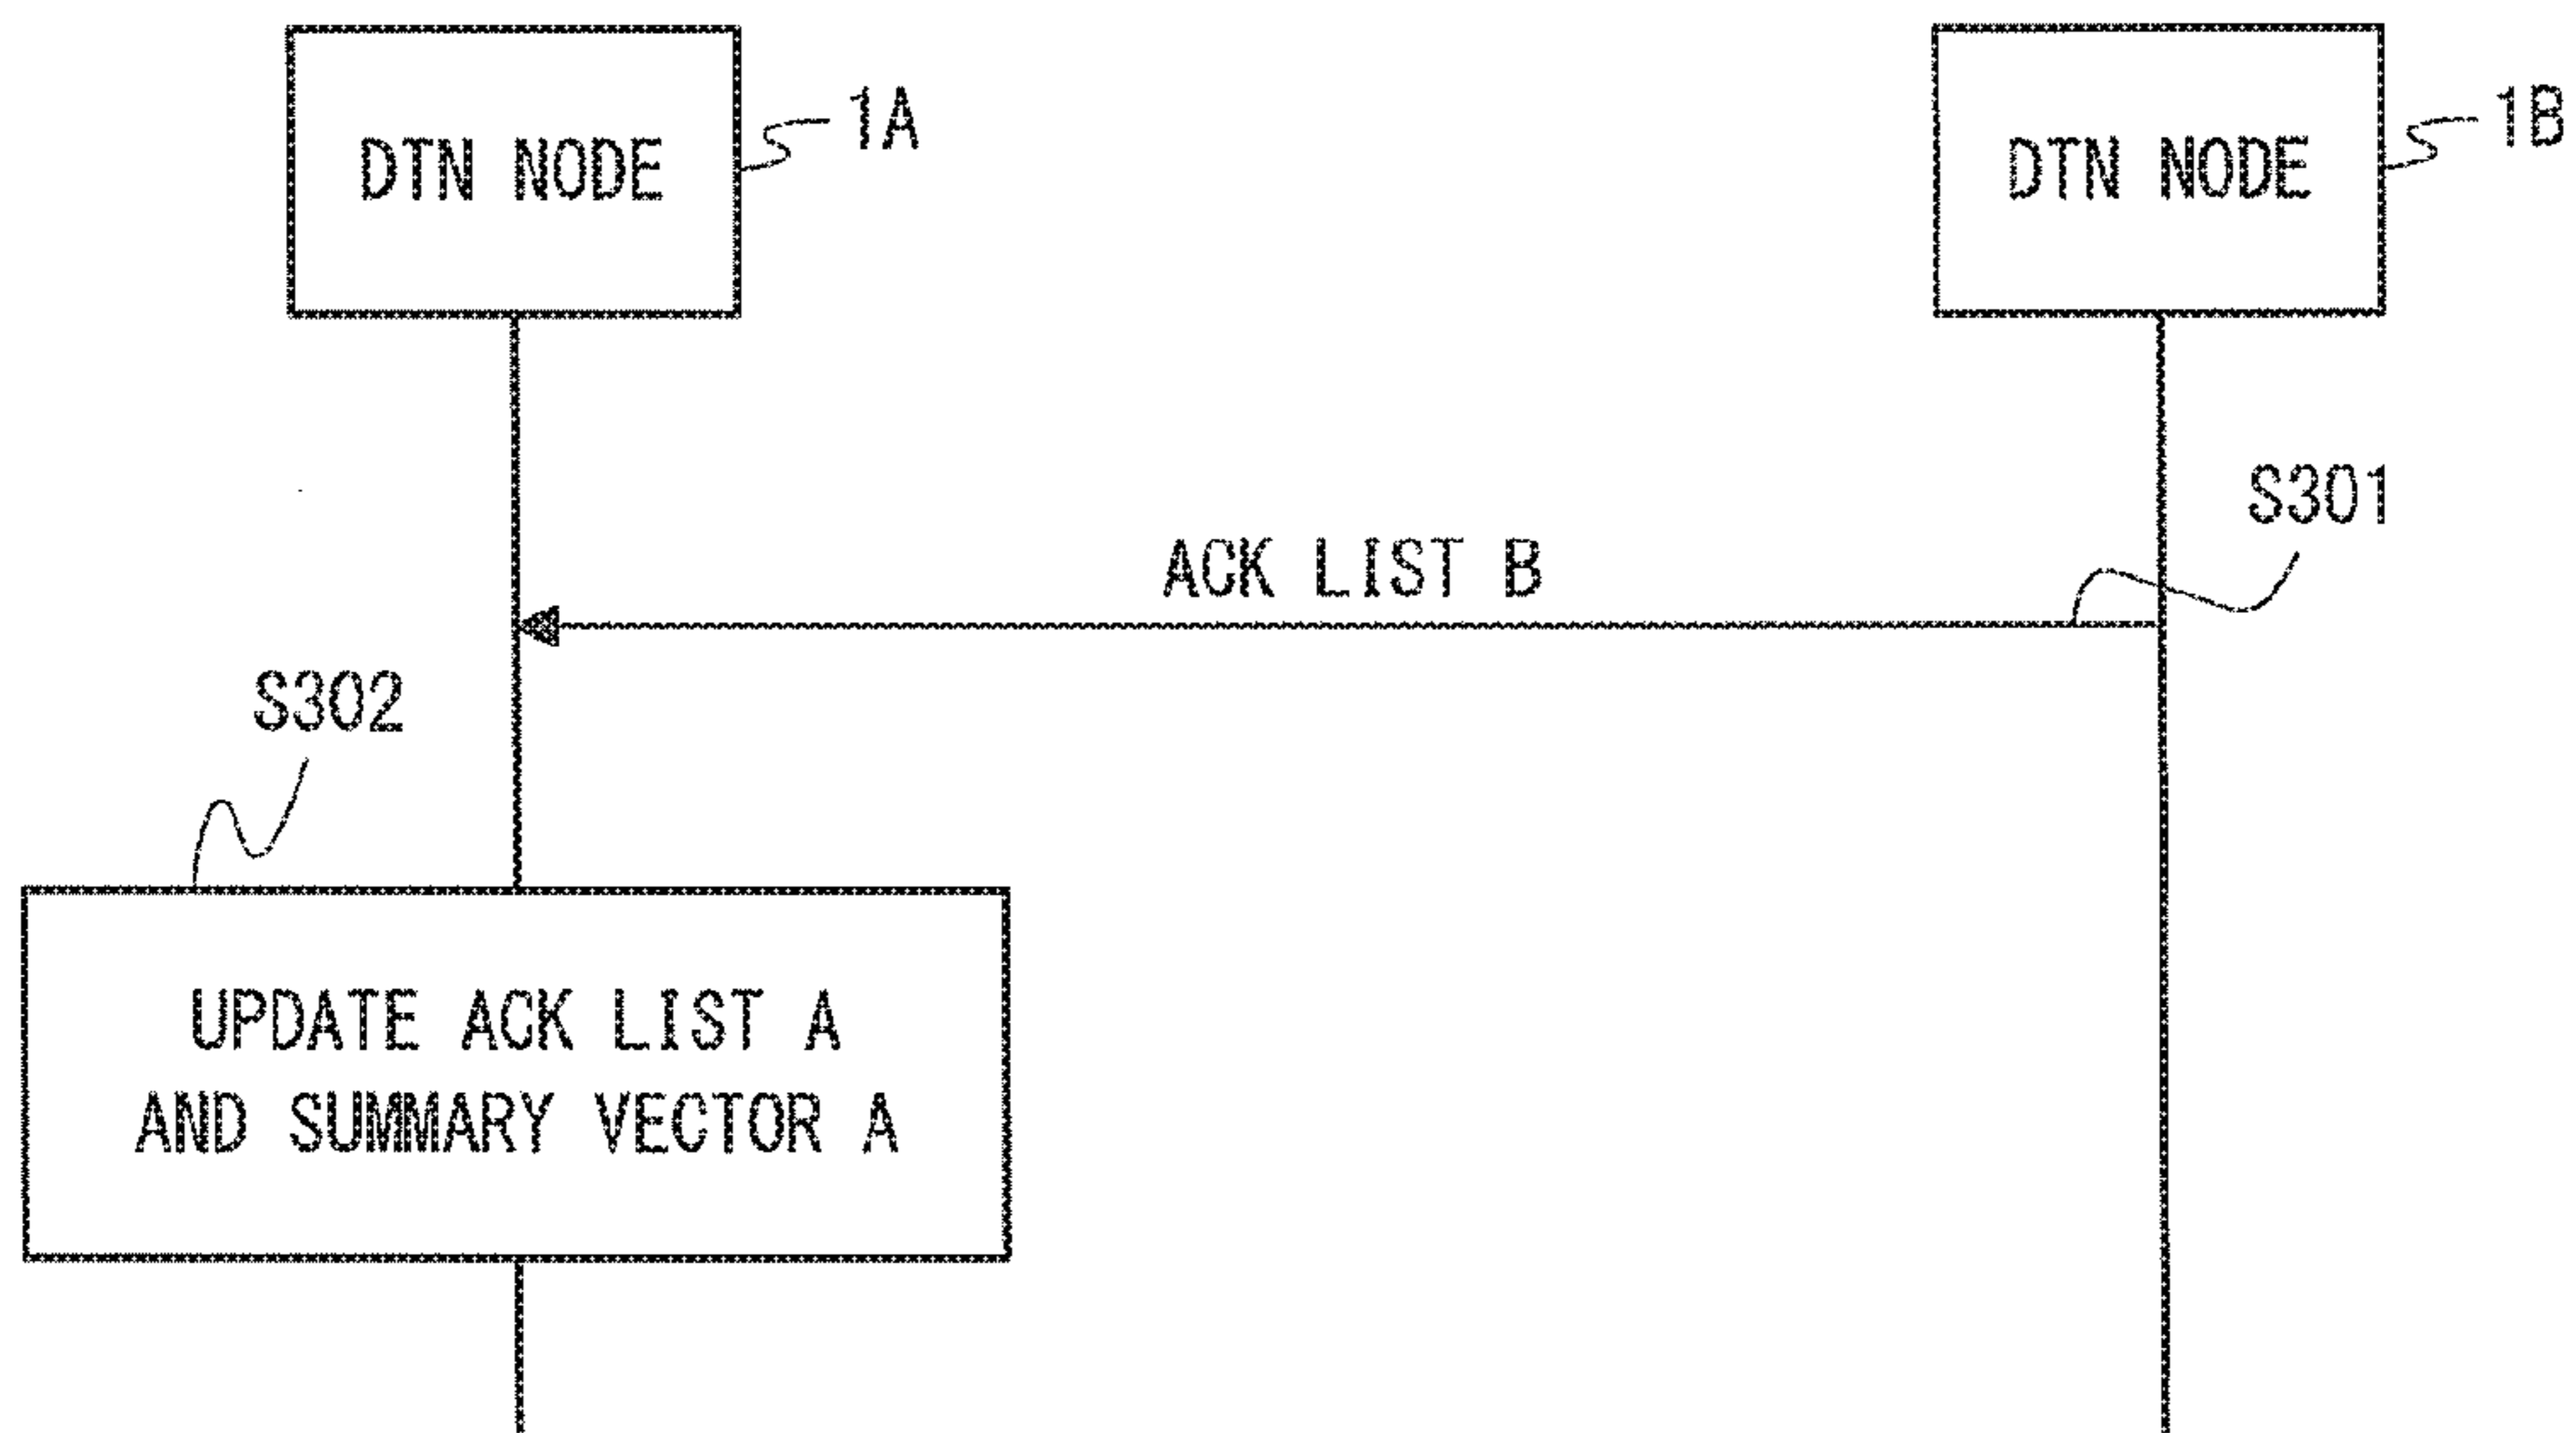 DTN NODE
1A
DTN NODE
1B
S301
ACK LIST B
S302
UPDATE ACK LIST A
AND SUMMARY VECTOR A